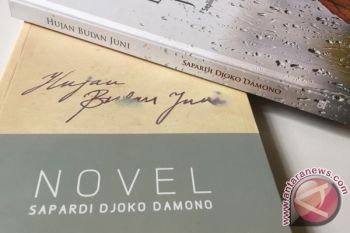 HUJAN BULAN JUNI SAPARDI DJOKO DAMONO
Hujan
Bulan Juni
NOVEL
SAPARDI DJOKO DAMONO
www.antaranews.com